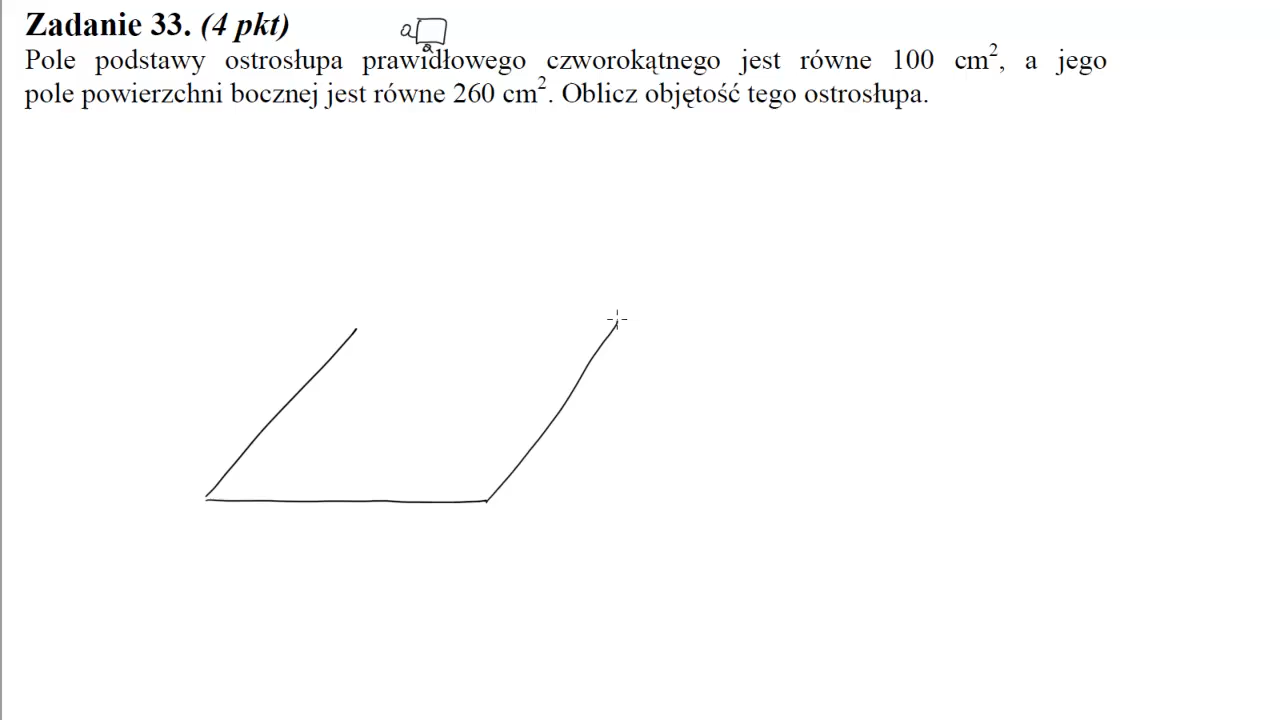 Zadanie 33. (4 pkt)
a
a
Pole podstawy ostrosłupa prawidłowego czworokątnego jest równe 100 cm², a jego
pole powierzchni bocznej jest równe 260 cm². Oblicz objętość tego ostrosłupa.